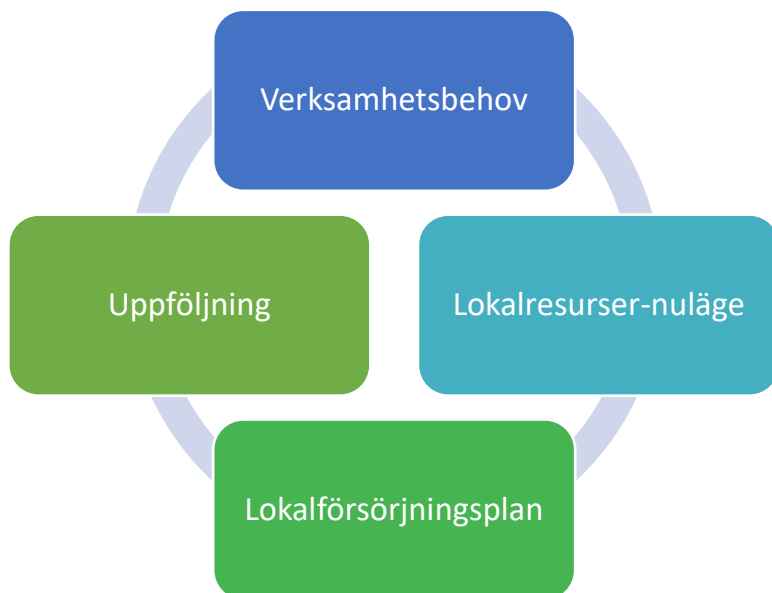 Verksamhetsbehov
Lokalresurser-nuläge
Lokalförsörjningsplan
Uppföljning